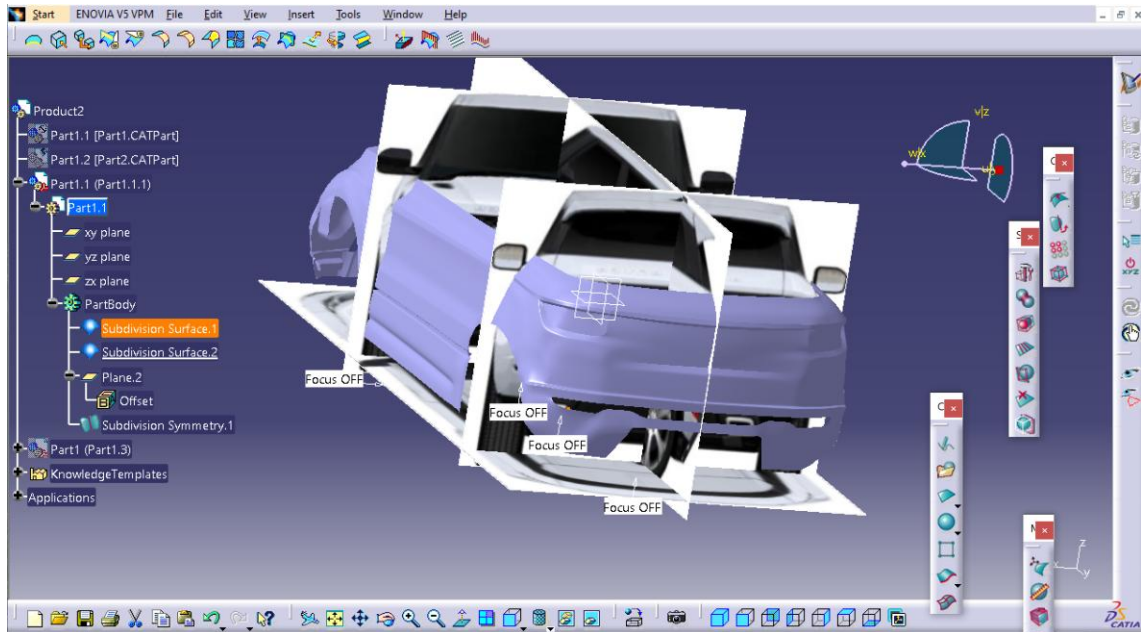 Start ENOVIA V5 VPM File Edit View Insert Tools Window Help
Product2
Part1.1 [Part1.CATPart]
Part1.2 [Part2.CATPart]
Part1.1 (Part1.1.1)
Part1.1
xy plane
yz plane
zx plane
PartBody
Subdivision Surface.1
Subdivision Surface.2
Plane.2
Offset
Subdivision Symmetry.1
Part1 (Part1.3)
KnowledgeTemplates
Applications
Focus OFF
Focus OFF
Focus OFF
Focus OFF
v|z
w|x
u|y
C...
S
C...
N
XYZ
z
x
y
CATIA